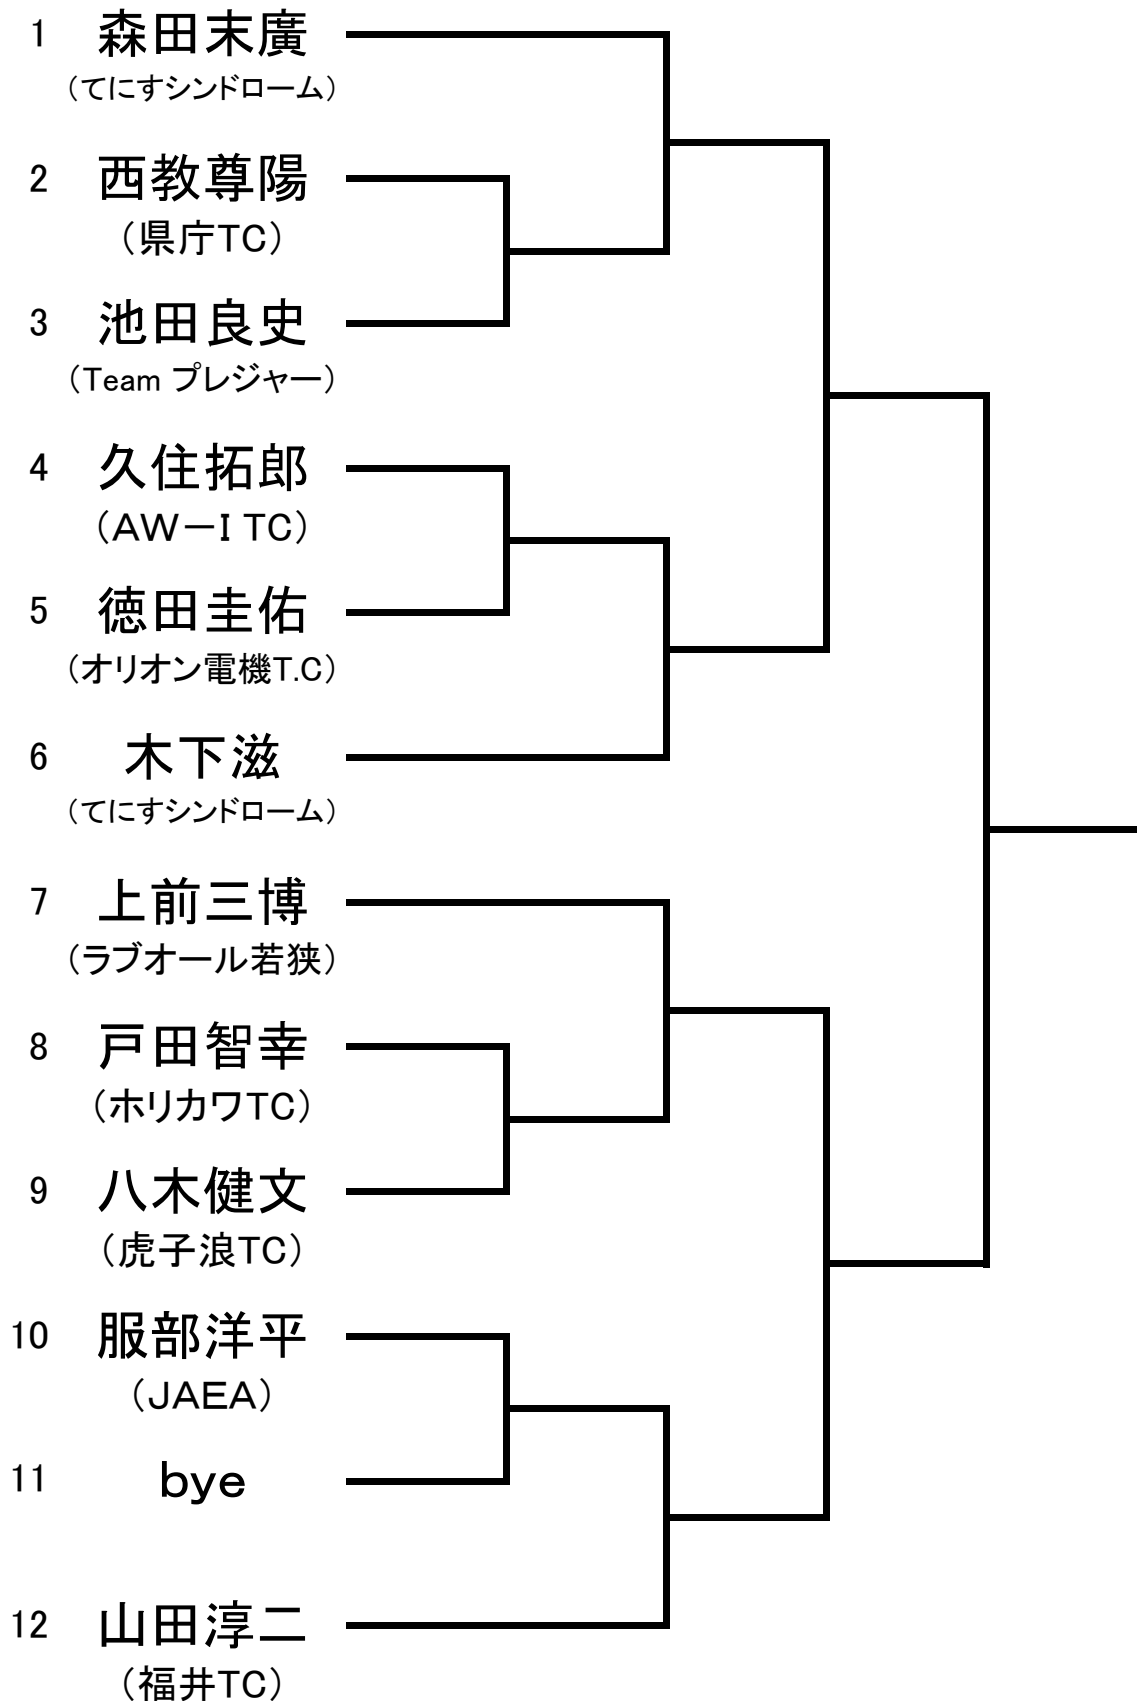 1 森田末廣
(てにすシンドローム)
2 西教尊陽
(県庁TC)
3 池田良史
(Team プレジャー)
4 久住拓郎
(AW－I TC)
5 徳田圭佑
(オリオン電機T.C)
6 木下滋
(てにすシンドローム)
7 上前三博
(ラブオール若狭)
8 戸田智幸
(ホリカワTC)
9 八木健文
(虎子浪TC)
10 服部洋平
(JAEA)
11 bye
12 山田淳二
(福井TC)